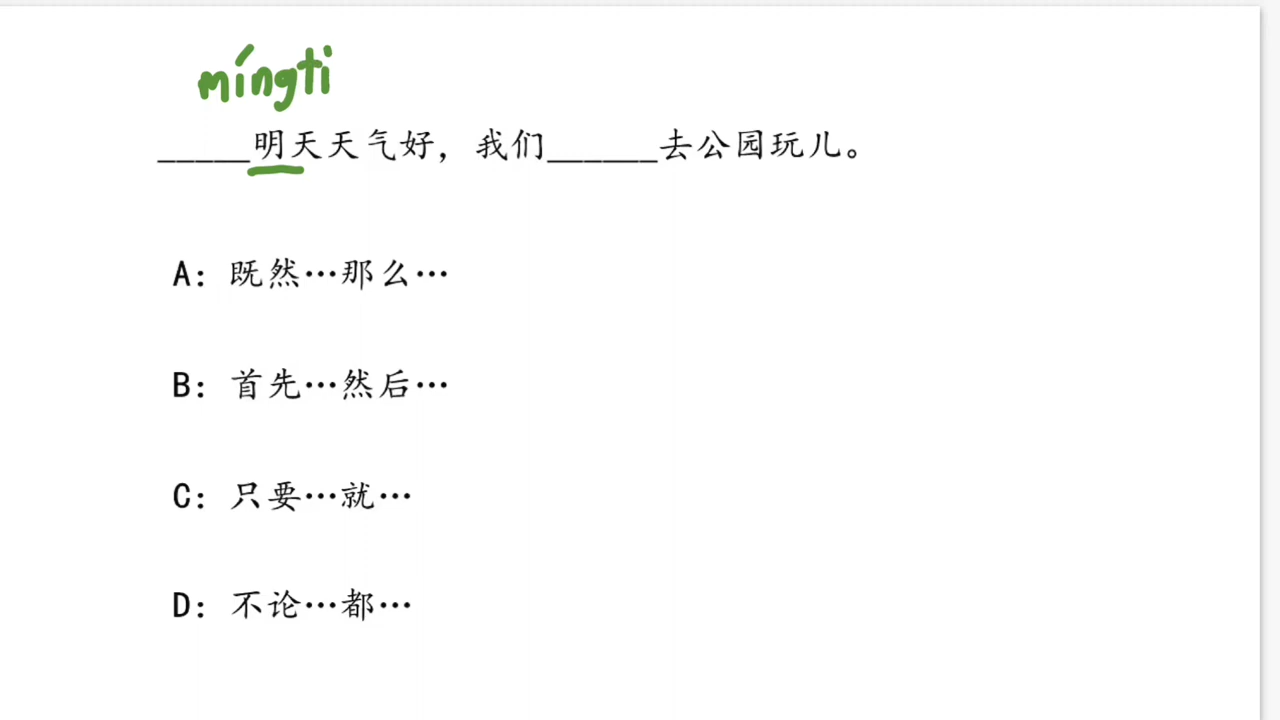 míngti
_____明天天气好，我们______去公园玩儿。
A：既然…那么…
B：首先…然后…
C：只要…就…
D：不论…都…